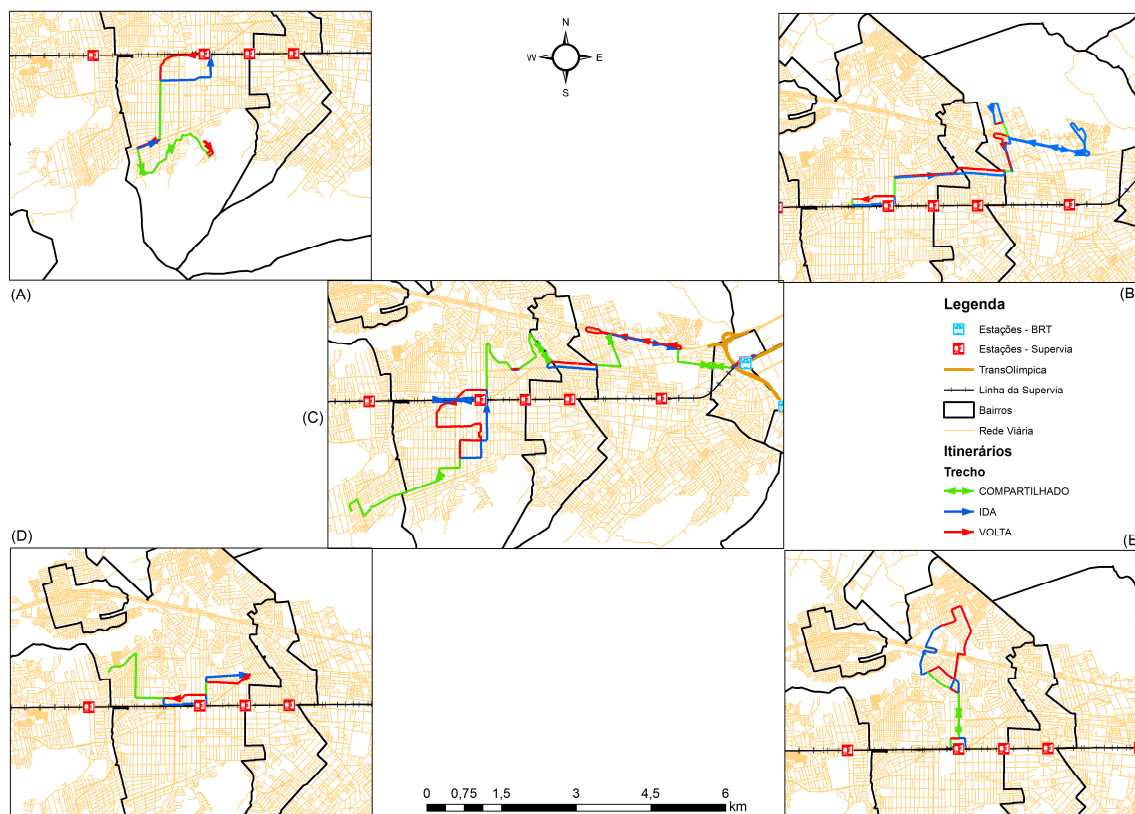 N
W E
S
(A)
(B)
Legenda
Estações - BRT
Estações - Supervia
TransOlímpica
Linha da Supervia
Bairros
Rede Viária
Itinerários
Trecho
COMPARTILHADO
IDA
VOLTA
(C)
(D)
(E)
0 0,75 1,5 3 4,5 6
km